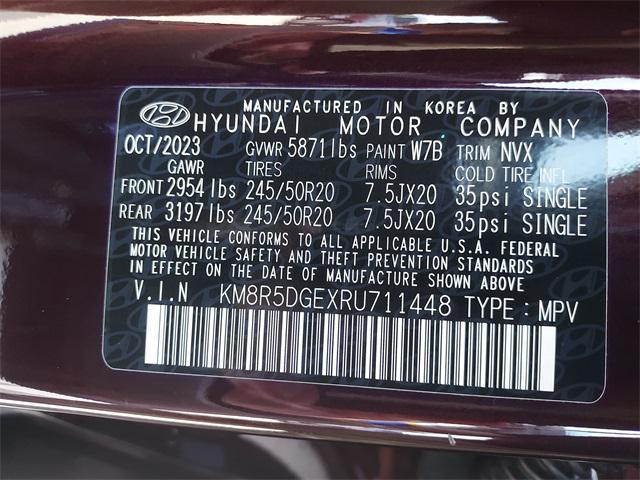 MANUFACTURED IN KOREA BY
HYUNDAI MOTOR COMPANY
OCT/2023 GVWR 5871lbs PAINT W7B TRIM NVX
GAWR TIRES RIMS COLD TIRE INFL
FRONT 2954 lbs 245/50R20 7.5JX20 35psi SINGLE
REAR 3197 lbs 245/50R20 7.5JX20 35psi SINGLE
THIS VEHICLE CONFORMS TO ALL APPLICABLE U.S.A. FEDERAL
MOTOR VEHICLE SAFETY AND THEFT PREVENTION STANDARDS
IN EFFECT ON THE DATE OF MANUFACTURE SHOWN ABOVE
V.I.N KM8R5DGEXRU711448 TYPE : MPV